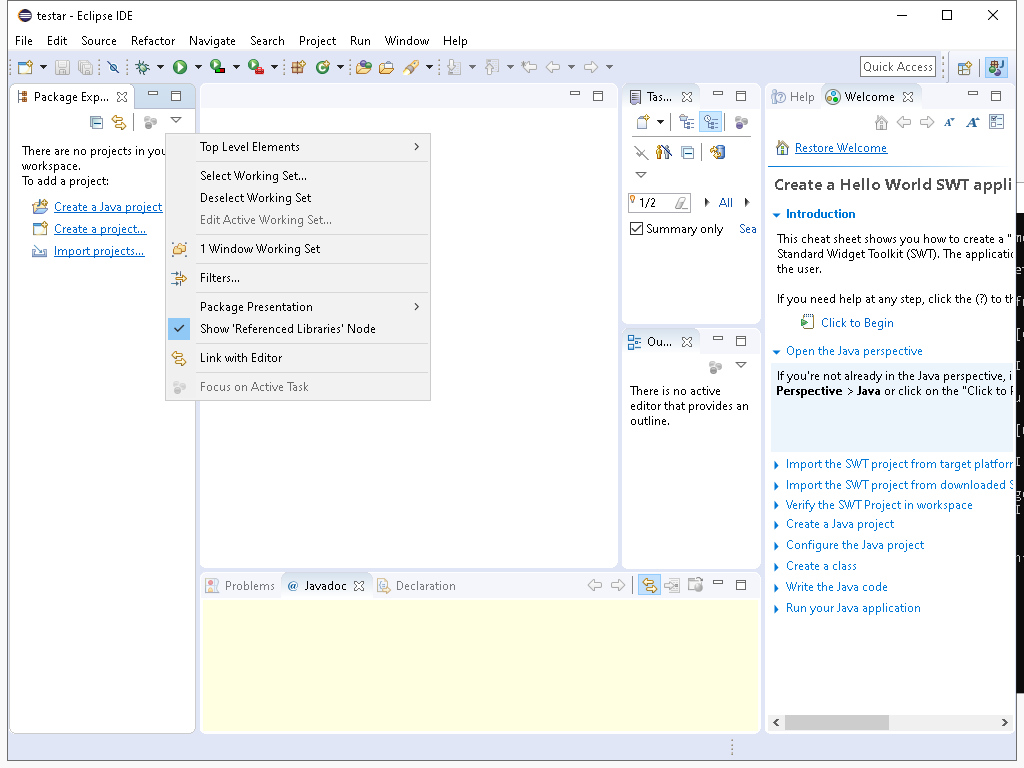 testar - Eclipse IDE
File Edit Source Refactor Navigate Search Project Run Window Help
Quick Access
Package Exp...
There are no projects in you
workspace.
To add a project:
Create a Java project
Create a project...
Import projects...
Top Level Elements
Select Working Set...
Deselect Working Set
Edit Active Working Set...
1 Window Working Set
Filters...
Package Presentation
Show 'Referenced Libraries' Node
Link with Editor
Focus on Active Task
Tas...
1/2 All
Summary only Sea
Ou...
There is no active
editor that provides an
outline.
Problems @ Javadoc Declaration
Help Welcome
Restore Welcome
Create a Hello World SWT appli
Introduction
This cheat sheet shows you how to create a "
Standard Widget Toolkit (SWT). The applicatio
the user.
If you need help at any step, click the (?) to th
Click to Begin
Open the Java perspective
If you're not already in the Java perspective, i
Perspective > Java or click on the "Click to P
Import the SWT project from target platforn
Import the SWT project from downloaded S
Verify the SWT Project in workspace
Create a Java project
Configure the Java project
Create a class
Write the Java code
Run your Java application